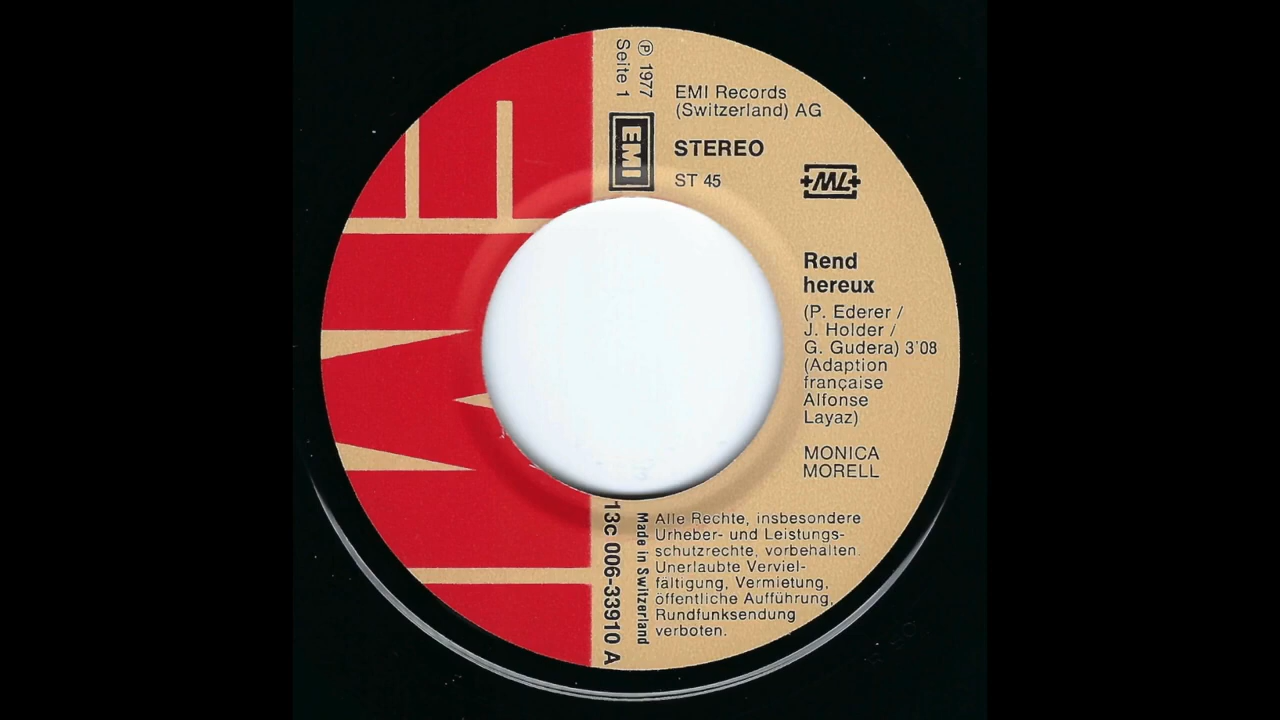 ℗ 1977
Seite 1
EMI Records
(Switzerland) AG
EMI
STEREO
ST 45
ML
Rend
hereux
(P. Ederer /
J. Holder /
G. Gudera) 3'08
(Adaption
française
Alfonse
Layaz)
MONICA
MORELL
13c 006-33910 A
Made in Switzerland
Alle Rechte, insbesondere
Urheber- und Leistungs-
schutzrechte, vorbehalten.
Unerlaubte Verviel-
fältigung, Vermietung,
öffentliche Aufführung,
Rundfunksendung
verboten.